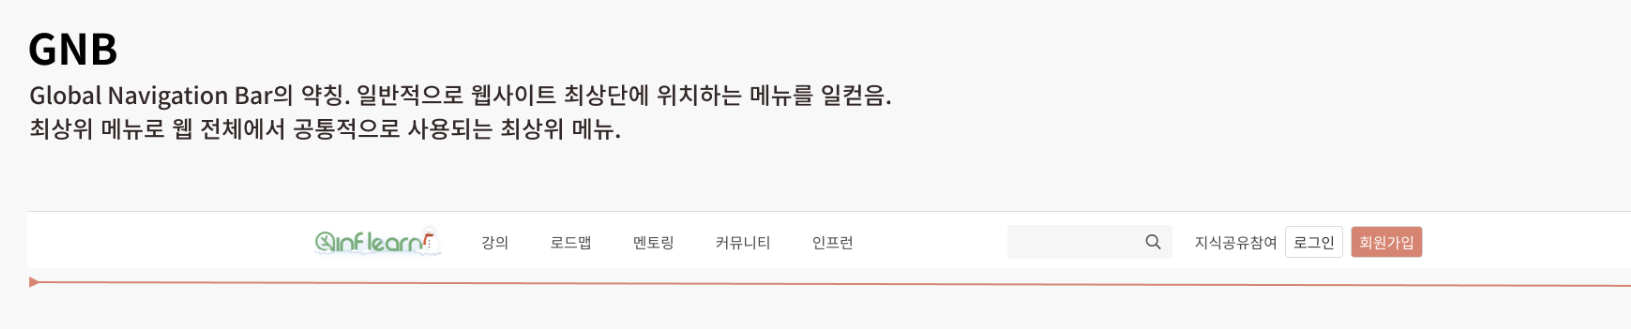 GNB
Global Navigation Bar의 약칭. 일반적으로 웹사이트 최상단에 위치하는 메뉴를 일컫음.
최상위 메뉴로 웹 전체에서 공통적으로 사용되는 최상위 메뉴.
inflearn 강의 로드맵 멘토링 커뮤니티 인프런 지식공유참여 로그인 회원가입